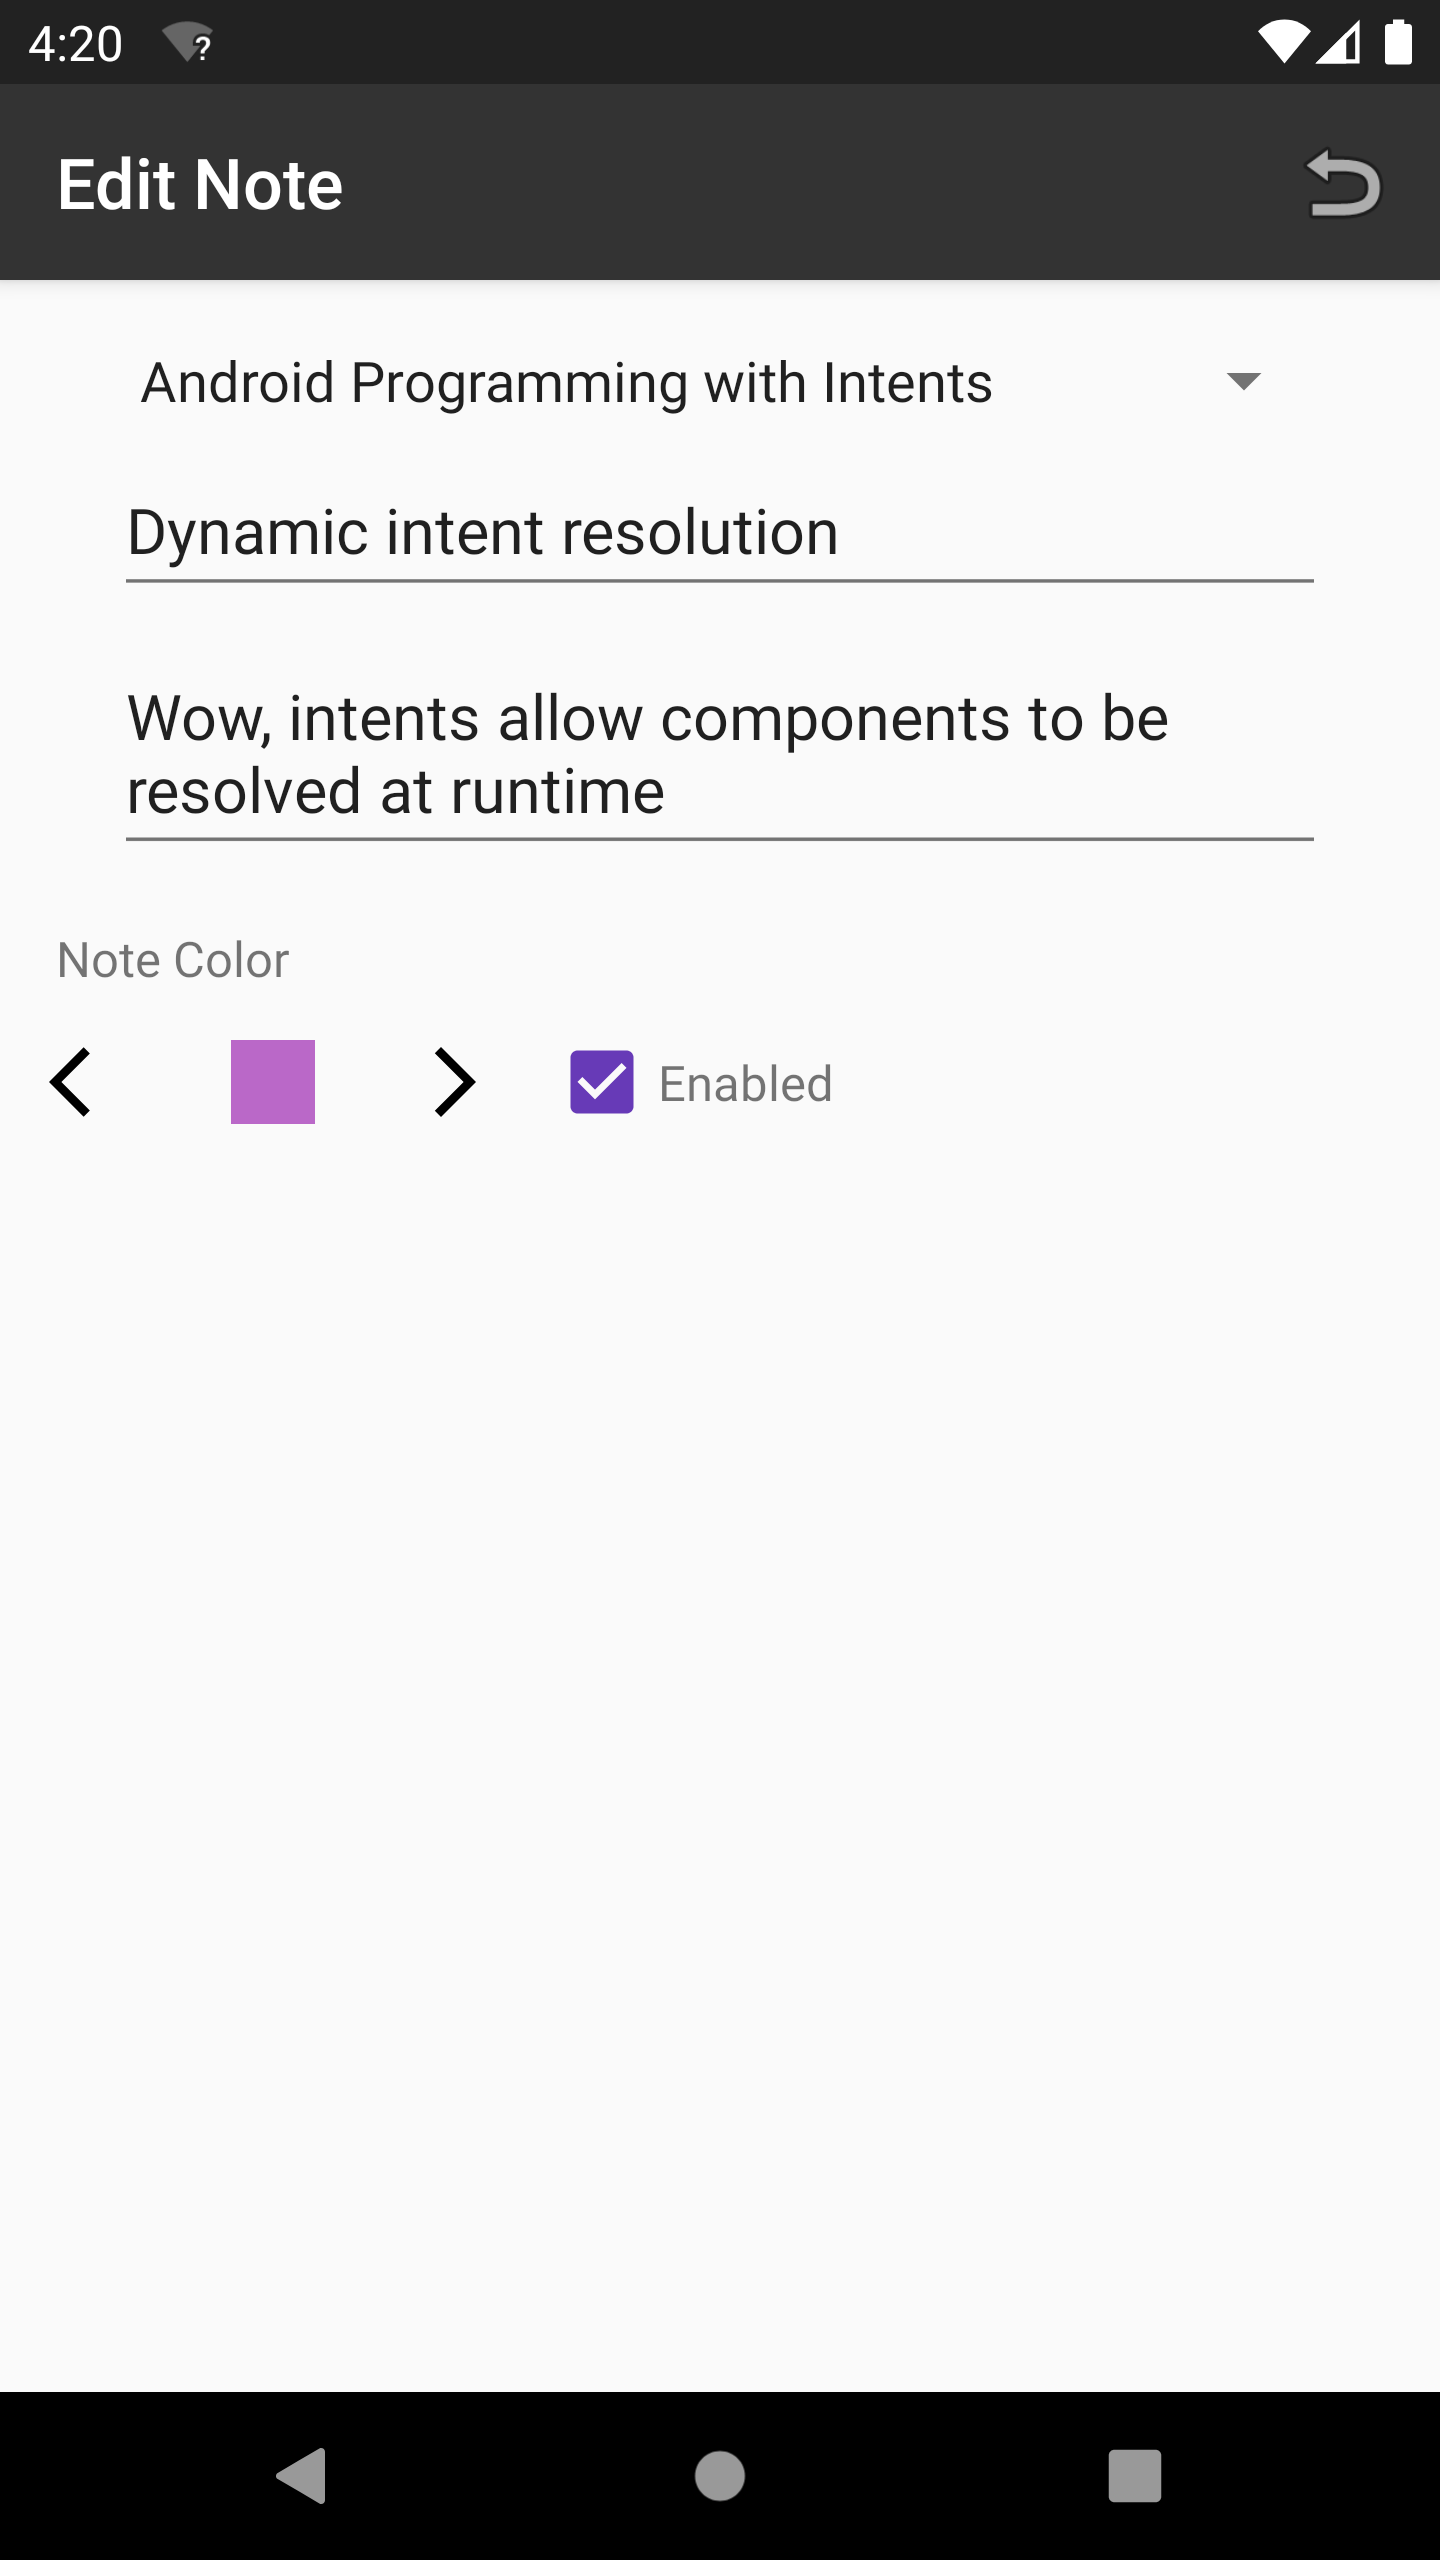 4:20
Edit Note
Android Programming with Intents
Dynamic intent resolution
Wow, intents allow components to be
resolved at runtime
Note Color
Enabled